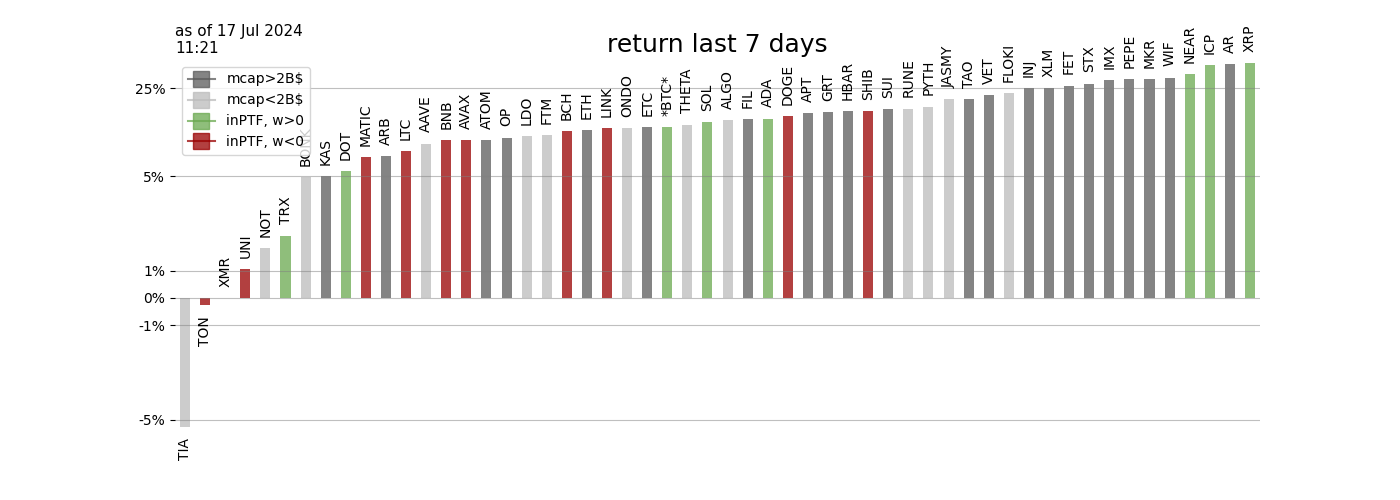 as of 17 Jul 2024
11:21
return last 7 days
mcap>2B$
mcap<2B$
inPTF, w>0
inPTF, w<0
25%
5%
1%
0%
-1%
-5%
TIA
TON
XMR
UNI
NOT
TRX
BONK
KAS
DOT
MATIC
ARB
LTC
AAVE
BNB
AVAX
ATOM
OP
LDO
FTM
BCH
ETH
LINK
ONDO
ETC
*BTC*
THETA
SOL
ALGO
FIL
ADA
DOGE
APT
GRT
HBAR
SHIB
SUI
RUNE
PYTH
JASMY
TAO
VET
FLOKI
INJ
XLM
FET
STX
IMX
PEPE
MKR
WIF
NEAR
ICP
AR
XRP